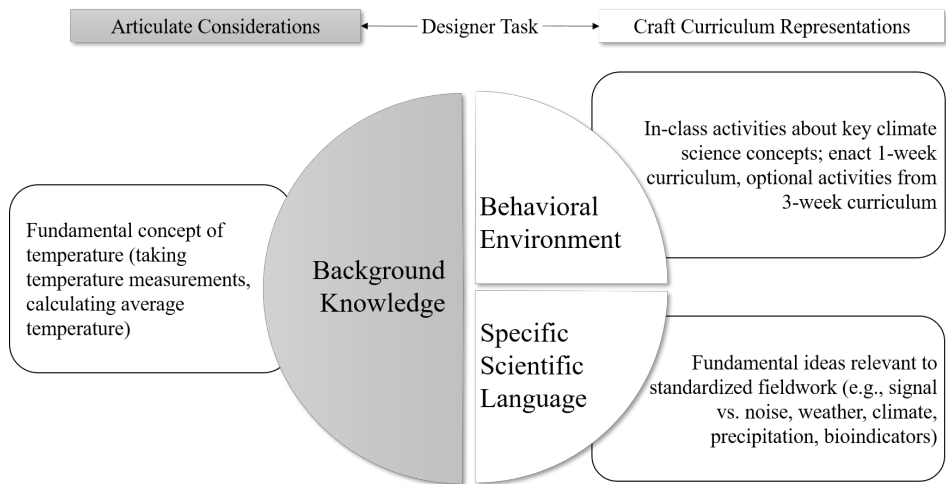 Articulate Considerations
Designer Task
Craft Curriculum Representations
In-class activities about key climate
science concepts; enact 1-week
curriculum, optional activities from
3-week curriculum
Behavioral
Environment
Fundamental concept of
temperature (taking
temperature measurements,
calculating average
temperature)
Background
Knowledge
Specific
Scientific
Language
Fundamental ideas relevant to
standardized fieldwork (e.g., signal
vs. noise, weather, climate,
precipitation, bioindicators)